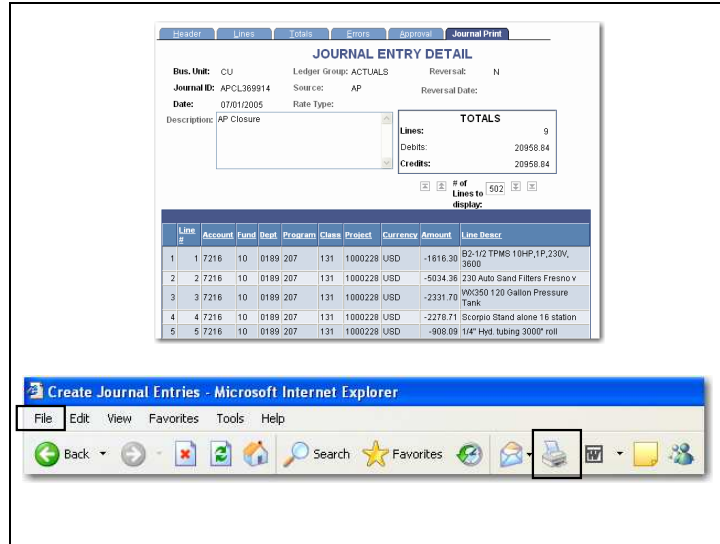 Header Lines Totals Errors Approval Journal Print
JOURNAL ENTRY DETAIL
Bus. Unit: CU Ledger Group: ACTUALS Reversal: N
Journal ID: APCL369914 Source: AP Reversal Date:
Date: 07/01/2005 Rate Type:
Description: AP Closure
TOTALS
Lines: 9
Debits: 20958.84
Credits: 20958.84
# of
Lines to 502
display:
Line
# Account Fund Dept Program Class Project Currency Amount Line Descr
1 1 7216 10 0189 207 131 1000228 USD -1616.30 B2-1/2 TPMS 10HP,1P,230V,
3600
2 2 7216 10 0189 207 131 1000228 USD -5034.36 230 Auto Sand Filters Fresno v
3 3 7216 10 0189 207 131 1000228 USD -2331.70 WX350 120 Gallon Pressure
Tank
4 4 7216 10 0189 207 131 1000228 USD -2278.71 Scorpio Stand alone 16 station
5 5 7216 10 0189 207 131 1000228 USD -908.09 1/4" Hyd. tubing 3000" roll
Create Journal Entries - Microsoft Internet Explorer
File Edit View Favorites Tools Help
Back Search Favorites W